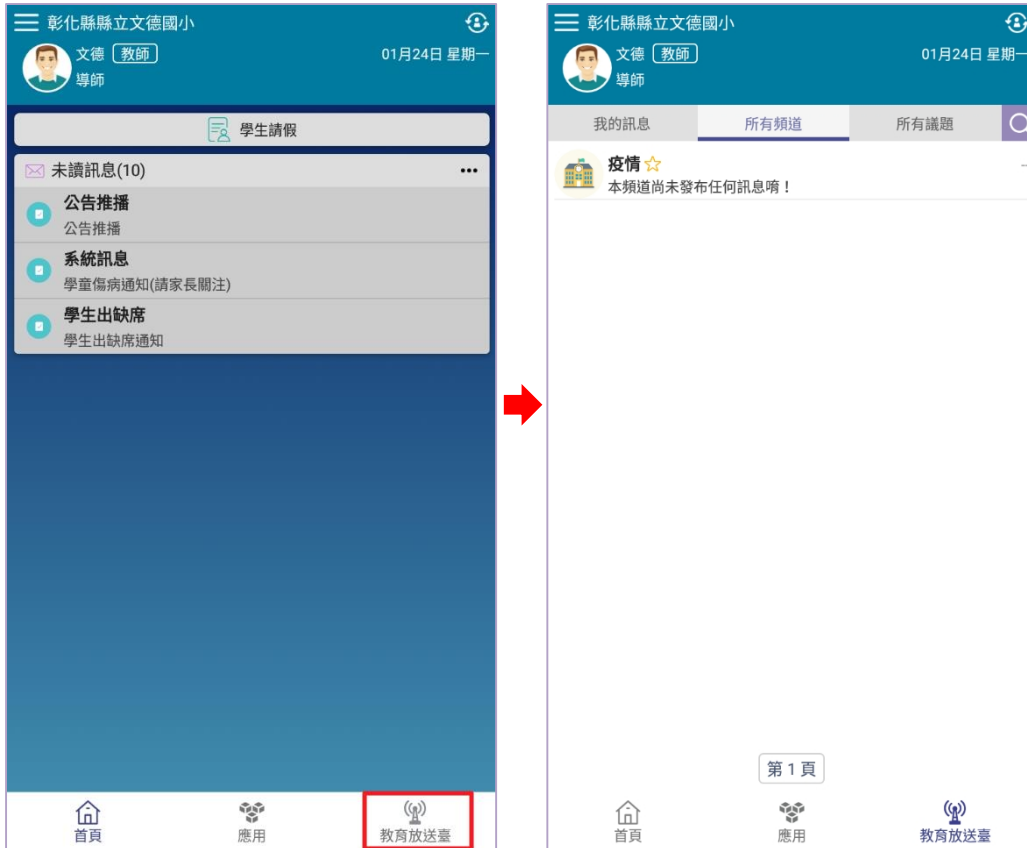 彰化縣縣立文德國小
文德 教師
01月24日 星期一
導師
學生請假
未讀訊息(10)
公告推播
公告推播
系統訊息
學童傷病通知(請家長關注)
學生出缺席
學生出缺席通知
首頁
應用
教育放送臺
彰化縣縣立文德國小
文德 教師
01月24日 星期一
導師
我的訊息
所有頻道
所有議題
疫情
本頻道尚未發布任何訊息唷！
第 1 頁
首頁
應用
教育放送臺